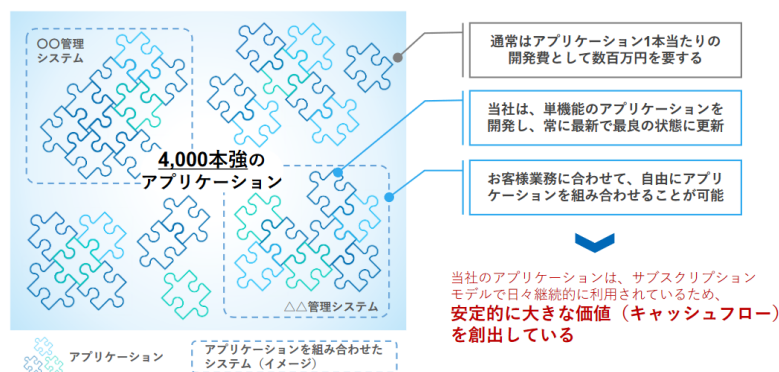 〇〇管理
システム
4,000本強の
アプリケーション
△△管理システム
アプリケーション
アプリケーションを組み合わせた
システム（イメージ）
通常はアプリケーション1本当たりの
開発費として数百万円を要する
当社は、単機能のアプリケーションを
開発し、常に最新で最良の状態に更新
お客様業務に合わせて、自由にアプリ
ケーションを組み合わせることが可能
当社のアプリケーションは、サブスクリプション
モデルで日々継続的に利用されているため、
安定的に大きな価値（キャッシュフロー）
を創出している